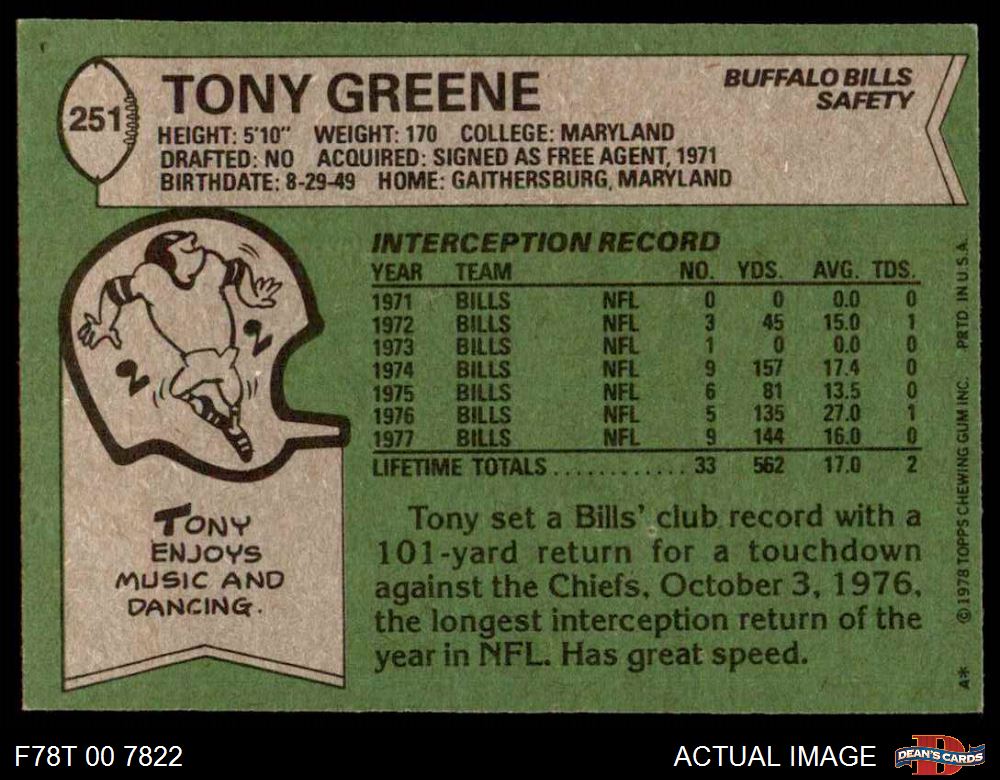 251
TONY GREENE
BUFFALO BILLS
SAFETY
HEIGHT: 5'10" WEIGHT: 170 COLLEGE: MARYLAND
DRAFTED: NO ACQUIRED: SIGNED AS FREE AGENT, 1971
BIRTHDATE: 8-29-49 HOME: GAITHERSBURG, MARYLAND
2 2
TONY
ENJOYS
MUSIC AND
DANCING.
INTERCEPTION RECORD
YEAR TEAM NO. YDS. AVG. TDS.
1971 BILLS NFL 0 0 0.0 0
1972 BILLS NFL 3 45 15.0 1
1973 BILLS NFL 1 0 0.0 0
1974 BILLS NFL 9 157 17.4 0
1975 BILLS NFL 6 81 13.5 0
1976 BILLS NFL 5 135 27.0 1
1977 BILLS NFL 9 144 16.0 0
LIFETIME TOTALS............ 33 562 17.0 2
Tony set a Bills' club record with a
101-yard return for a touchdown
against the Chiefs, October 3, 1976,
the longest interception return of the
year in NFL. Has great speed.
A* © 1978 TOPPS CHEWING GUM INC. PRTD. IN U.S.A.
F78T 00 7822
ACTUAL IMAGE
D
DEAN'S CARDS